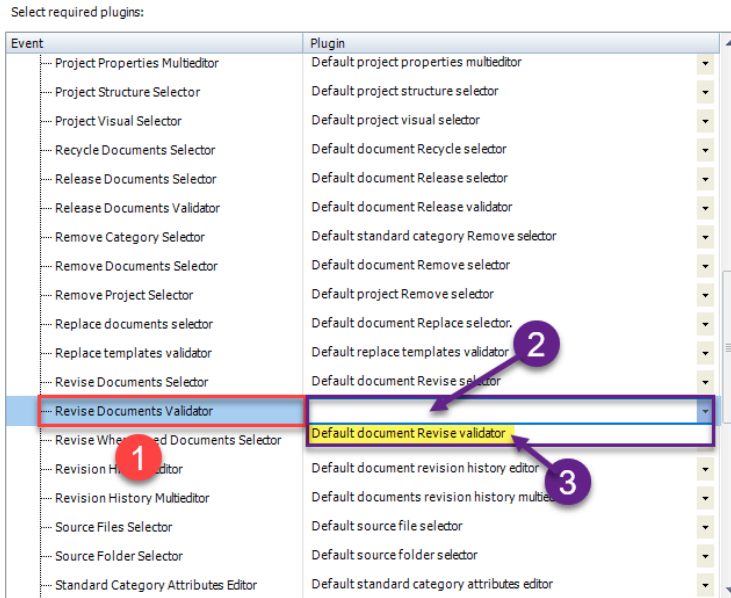 Select required plugins:
Event Plugin
Project Properties Multieditor Default project properties multieditor
Project Structure Selector Default project structure selector
Project Visual Selector Default project visual selector
Recycle Documents Selector Default document Recycle selector
Release Documents Selector Default document Release selector
Release Documents Validator Default document Release validator
Remove Category Selector Default standard category Remove selector
Remove Documents Selector Default document Remove selector
Remove Project Selector Default project Remove selector
Replace documents selector Default document Replace selector.
Replace templates validator Default replace templates validator
2
Revise Documents Selector Default document Revise selector
Revise Documents Validator
Default document Revise validator
Revise Documents Selector
1
Revision Default document revision history editor
3
Revision History Multieditor Default documents revision history
Source Files Selector Default source file selector
Source Folder Selector Default source folder selector
Standard Category Attributes Editor Default standard category attributes editor